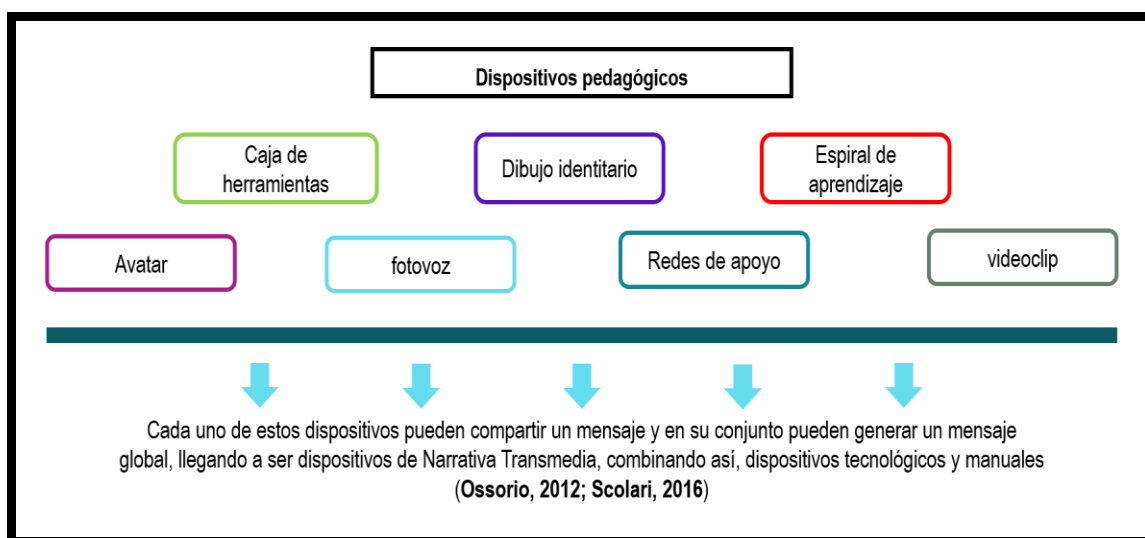 Dispositivos pedagógicos
Caja de
herramientas
Dibujo identitario
Espiral de
aprendizaje
Avatar
fotovoz
Redes de apoyo
videoclip
Cada uno de estos dispositivos pueden compartir un mensaje y en su conjunto pueden generar un mensaje
global, llegando a ser dispositivos de Narrativa Transmedia, combinando así, dispositivos tecnológicos y manuales
(Ossorio, 2012; Scolari, 2016)